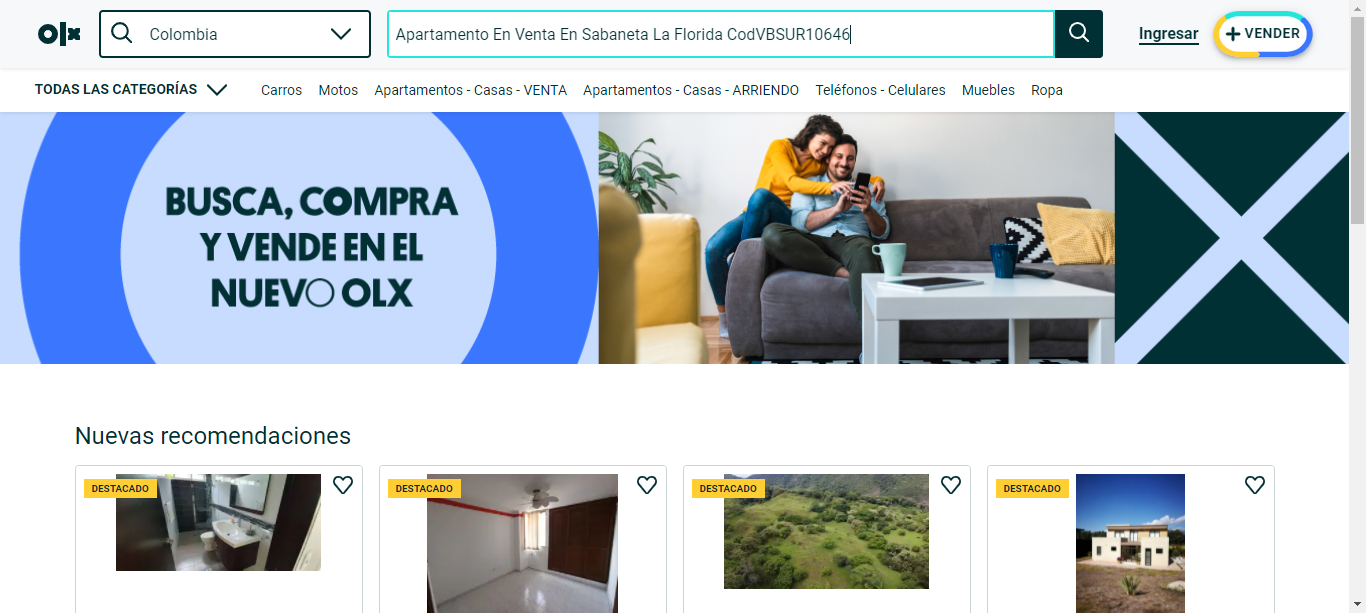 olx
Colombia
Apartamento En Venta En Sabaneta La Florida CodVBSUR10646
Ingresar
VENDER
TODAS LAS CATEGORÍAS
Carros
Motos
Apartamentos - Casas - VENTA
Apartamentos - Casas - ARRIENDO
Teléfonos - Celulares
Muebles
Ropa
BUSCA, COMPRA
Y VENDE EN EL
NUEVO OLX
Nuevas recomendaciones
DESTACADO
DESTACADO
DESTACADO
DESTACADO